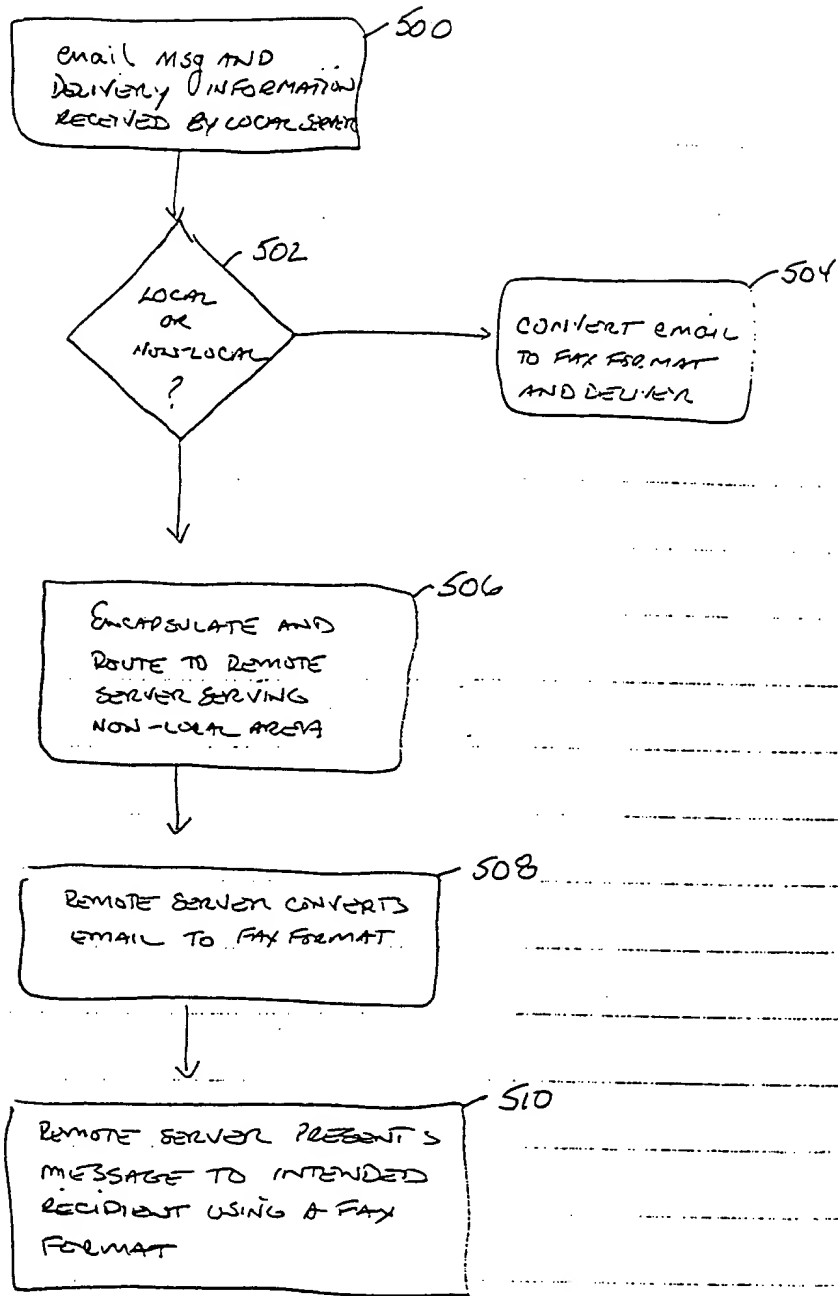 500
email msg AND
DELIVERY INFORMATION
RECEIVED BY LOCAL SERVER
502
LOCAL
OR
NON-LOCAL
?
504
CONVERT email
TO FAX FORMAT
AND DELIVER
506
ENCAPSULATE AND
ROUTE TO REMOTE
SERVER SERVING
NON-LOCAL AREA
508
REMOTE SERVER CONVERTS
EMAIL TO FAX FORMAT
510
REMOTE SERVER PRESENTS
MESSAGE TO INTENDED
RECIPIENT USING A FAX
FORMAT